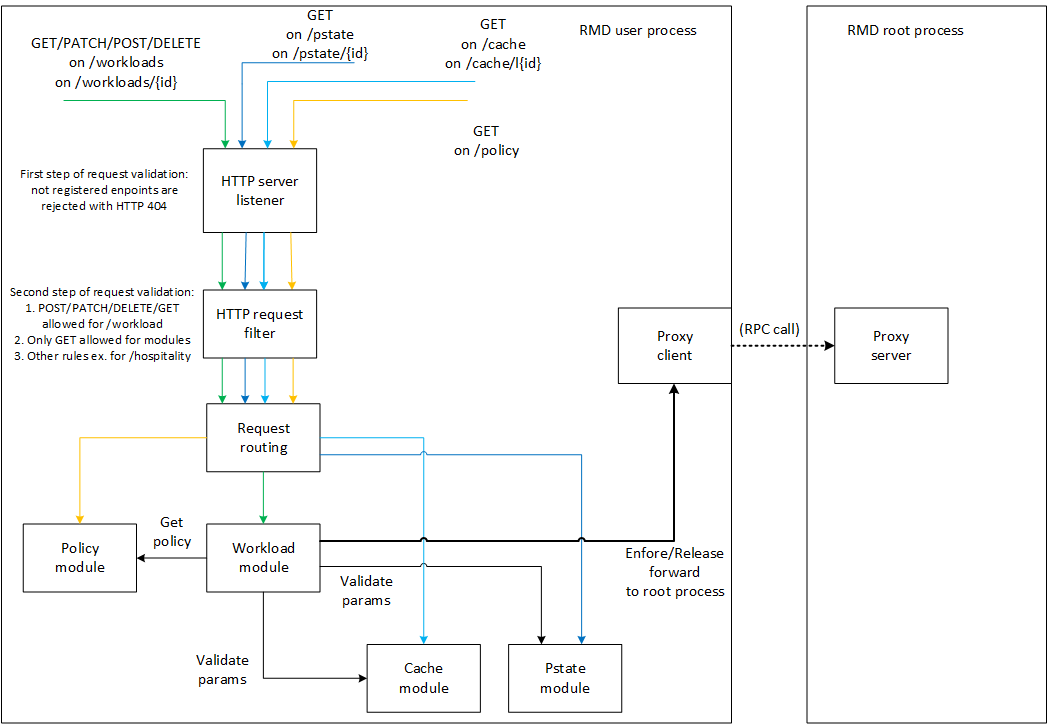 GET/PATCH/POST/DELETE
on /workloads
on /workloads/{id}
GET
on /pstate
on /pstate/{id}
GET
on /cache
on /cache/l{id}
RMD user process
RMD root process
GET
on /policy
First step of request validation:
not registered enpoints are
rejected with HTTP 404
HTTP server
listener
Second step of request validation:
1. POST/PATCH/DELETE/GET
allowed for /workload
2. Only GET allowed for modules
3. Other rules ex. for /hospitality
HTTP request
filter
Proxy
client
(RPC call)
Proxy
server
Request
routing
Policy
module
Get
policy
Workload
module
Enfore/Release
forward
to root process
Validate
params
Validate
params
Cache
module
Pstate
module